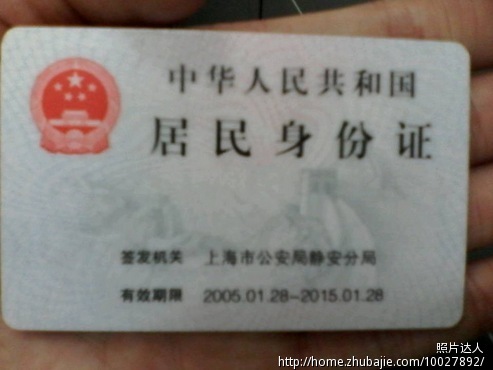 中华人民共和国
居民身份证
签发机关 上海市公安局静安分局
有效期限 2005.01.28-2015.01.28
照片达人
http://home.zhubajie.com/10027892/